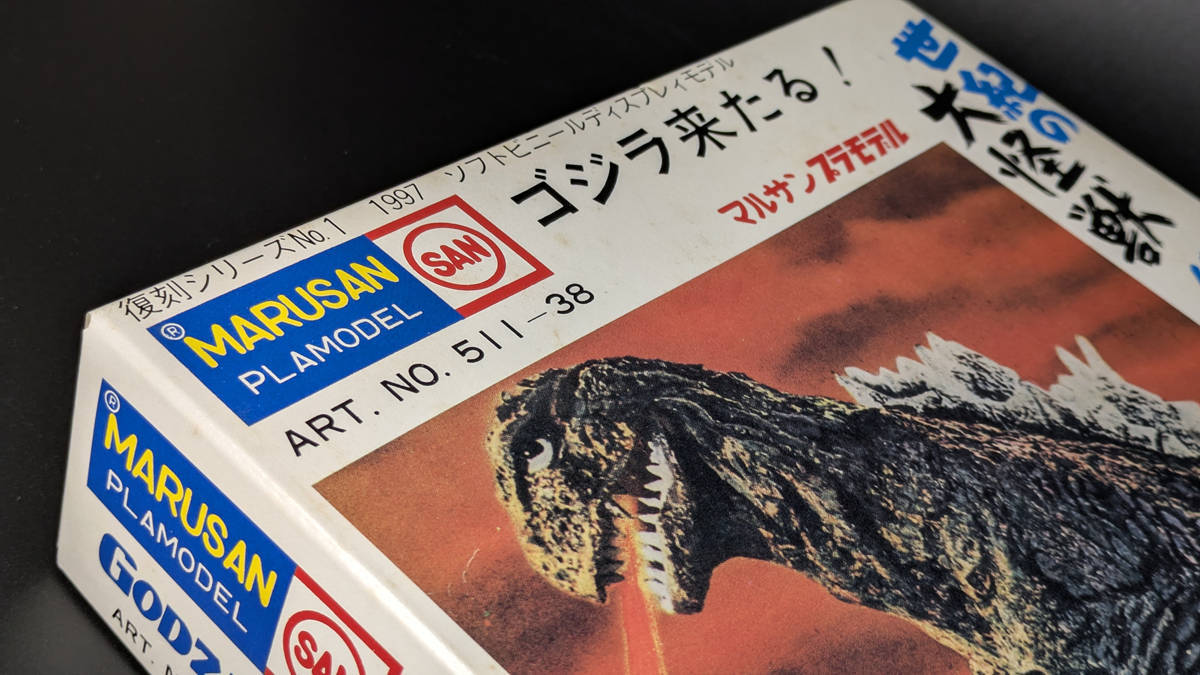 復刻シリーズNo.1 1997 ソフトビニールディスプレイモデル
® MARUSAN
PLAMODEL
SAN
ゴジラ来たる!
マルサンプラモデル
ART. NO. 511-38
世紀の
大怪獣
® MARUSAN
PLAMODEL
SAN
ART.